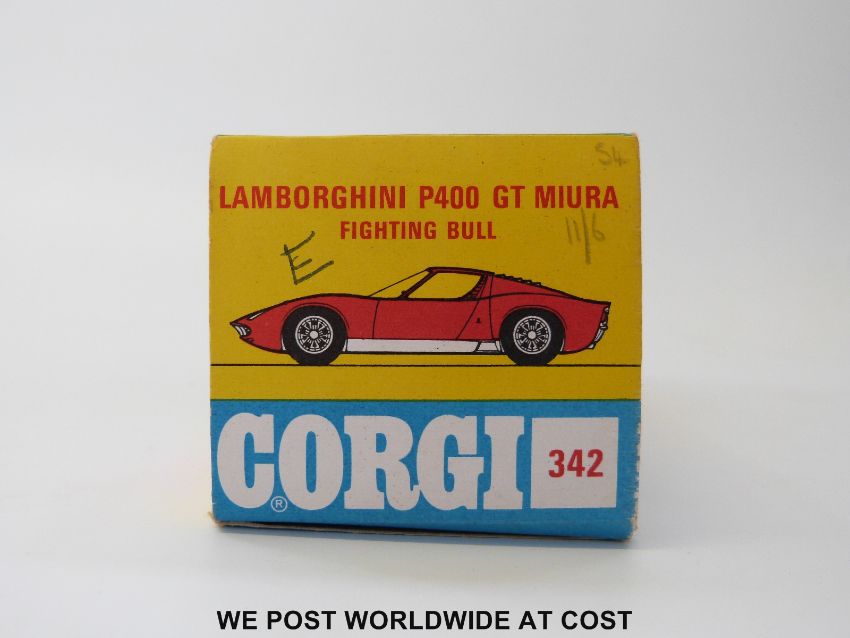 54
LAMBORGHINI P400 GT MIURA
FIGHTING BULL
11/6
E
CORGI®
342
WE POST WORLDWIDE AT COST